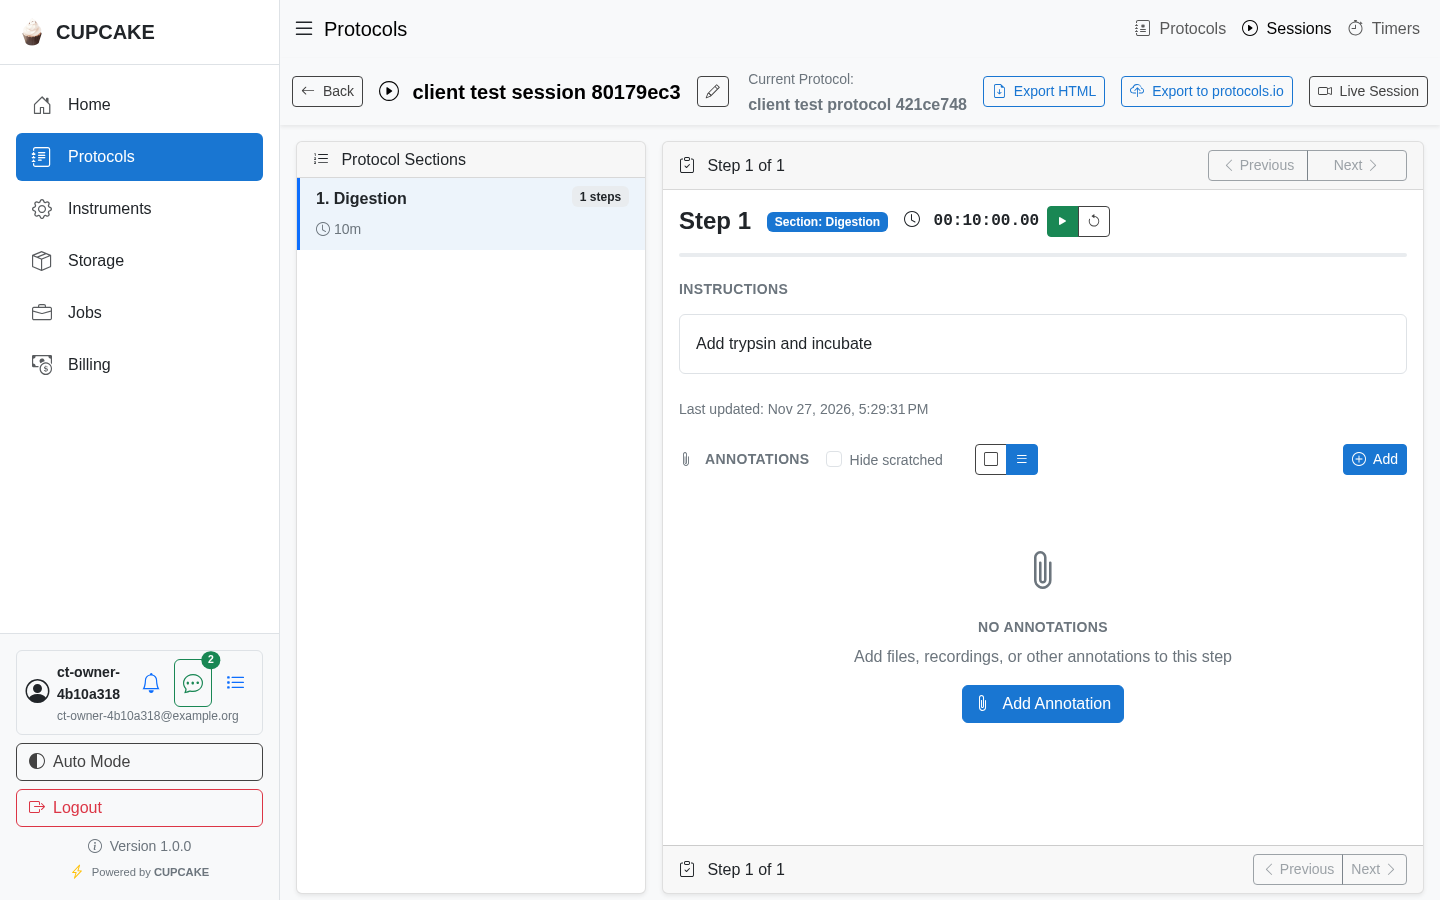 CUPCAKE
Home
Protocols
Instruments
Storage
Jobs
Billing
ct-owner-
4b10a318
2
ct-owner-4b10a318@example.org
Auto Mode
Logout
Version 1.0.0
Powered by CUPCAKE
Protocols
Protocols
Sessions
Timers
Back
client test session 80179ec3
Current Protocol:
client test protocol 421ce748
Export HTML
Export to protocols.io
Live Session
Protocol Sections
1. Digestion
1 steps
10m
Step 1 of 1
Previous
Next
Step 1
Section: Digestion
00:10:00.00
INSTRUCTIONS
Add trypsin and incubate
Last updated: Nov 27, 2026, 5:29:31 PM
ANNOTATIONS
Hide scratched
Add
NO ANNOTATIONS
Add files, recordings, or other annotations to this step
Add Annotation
Step 1 of 1
Previous
Next